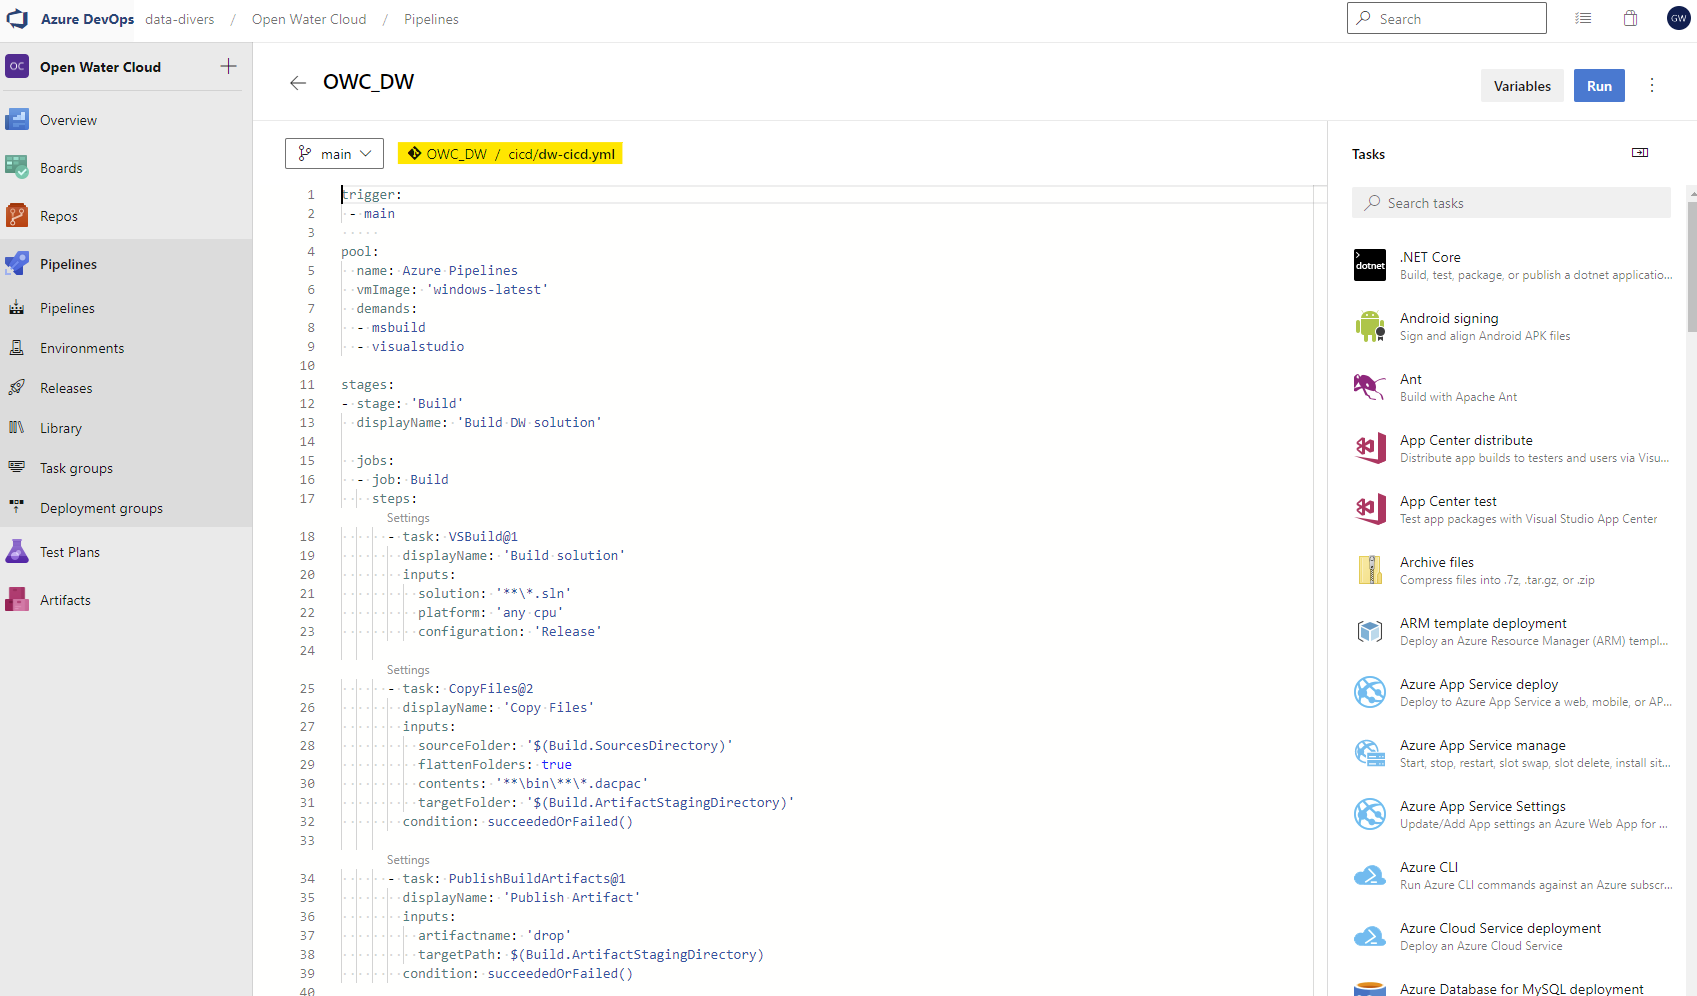 Azure DevOps data-divers / Open Water Cloud / Pipelines
Search
GW
OC Open Water Cloud
Overview
Boards
Repos
Pipelines
Pipelines
Environments
Releases
Library
Task groups
Deployment groups
Test Plans
Artifacts
OWC_DW
Variables
Run
main
OWC_DW / cicd/dw-cicd.yml
1 trigger:
2 - main
3
4 pool:
5 name: Azure Pipelines
6 vmImage: 'windows-latest'
7 demands:
8 - msbuild
9 - visualstudio
10
11 stages:
12 - stage: 'Build'
13 displayName: 'Build DW solution'
14
15 jobs:
16 - job: Build
17 steps:
Settings
18 - task: VSBuild@1
19 displayName: 'Build solution'
20 inputs:
21 solution: '**\*.sln'
22 platform: 'any cpu'
23 configuration: 'Release'
24
Settings
25 - task: CopyFiles@2
26 displayName: 'Copy Files'
27 inputs:
28 sourceFolder: '$(Build.SourcesDirectory)'
29 flattenFolders: true
30 contents: '**\bin\**\*.dacpac'
31 targetFolder: '$(Build.ArtifactStagingDirectory)'
32 condition: succeededOrFailed()
33
Settings
34 - task: PublishBuildArtifacts@1
35 displayName: 'Publish Artifact'
36 inputs:
37 artifactname: 'drop'
38 targetPath: $(Build.ArtifactStagingDirectory)
39 condition: succeededOrFailed()
40
Tasks
Search tasks
dotnet
.NET Core
Build, test, package, or publish a dotnet applicatio...
Android signing
Sign and align Android APK files
Ant
Build with Apache Ant
App Center distribute
Distribute app builds to testers and users via Visu...
App Center test
Test app packages with Visual Studio App Center
Archive files
Compress files into .7z, .tar.gz, or .zip
ARM template deployment
Deploy an Azure Resource Manager (ARM) templ...
Azure App Service deploy
Deploy to Azure App Service a web, mobile, or AP...
Azure App Service manage
Start, stop, restart, slot swap, slot delete, install sit...
Azure App Service Settings
Update/Add App settings an Azure Web App for ...
Azure CLI
Run Azure CLI commands against an Azure subscr...
Azure Cloud Service deployment
Deploy an Azure Cloud Service
Azure Database for MySQL deployment